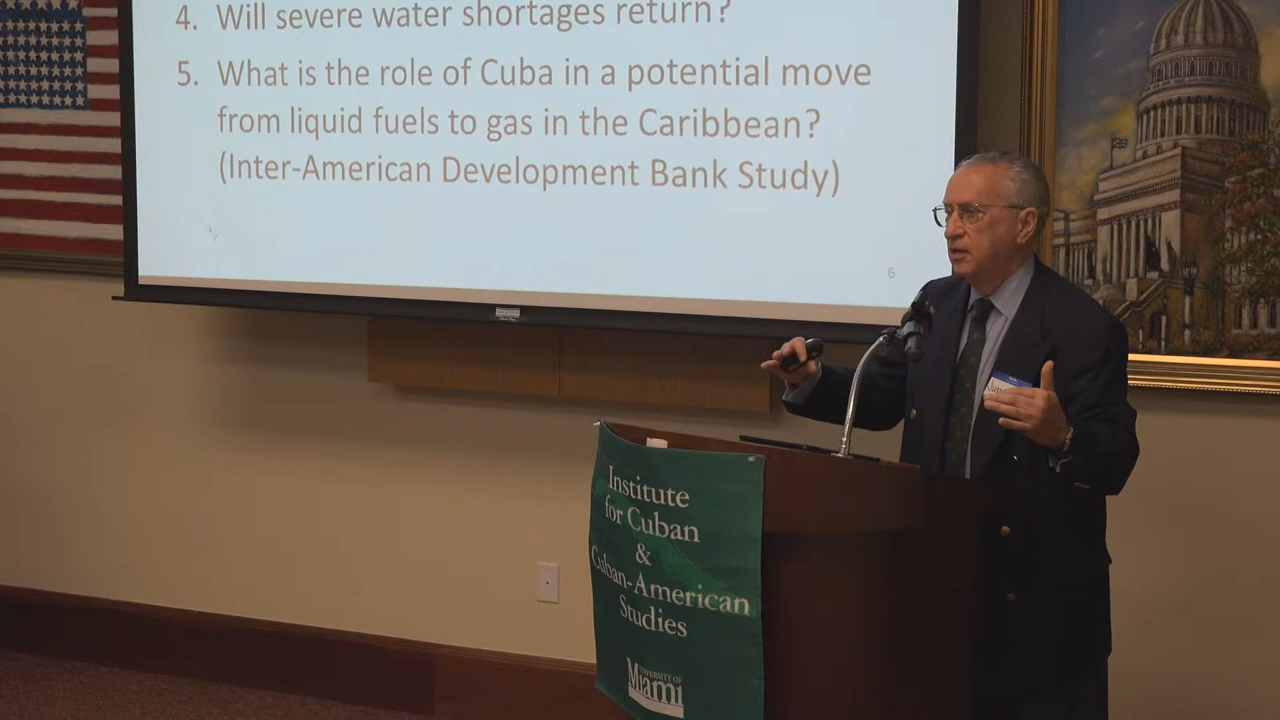 4. Will severe water shortages return?
5. What is the role of Cuba in a potential move
from liquid fuels to gas in the Caribbean?
(Inter-American Development Bank Study)
6
Institute
for Cuban
&
Cuban-American
Studies
UNIVERSITY OF
Miami